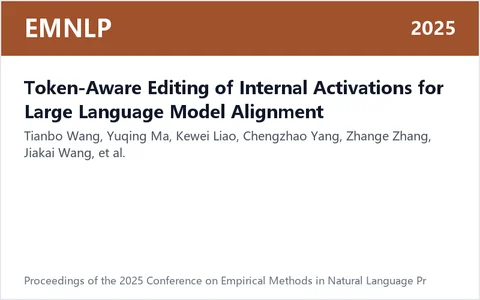 EMNLP
2025
Token-Aware Editing of Internal Activations for
Large Language Model Alignment
Tianbo Wang, Yuqing Ma, Kewei Liao, Chengzhao Yang, Zhange Zhang,
Jiakai Wang, et al.
Proceedings of the 2025 Conference on Empirical Methods in Natural Language Pr